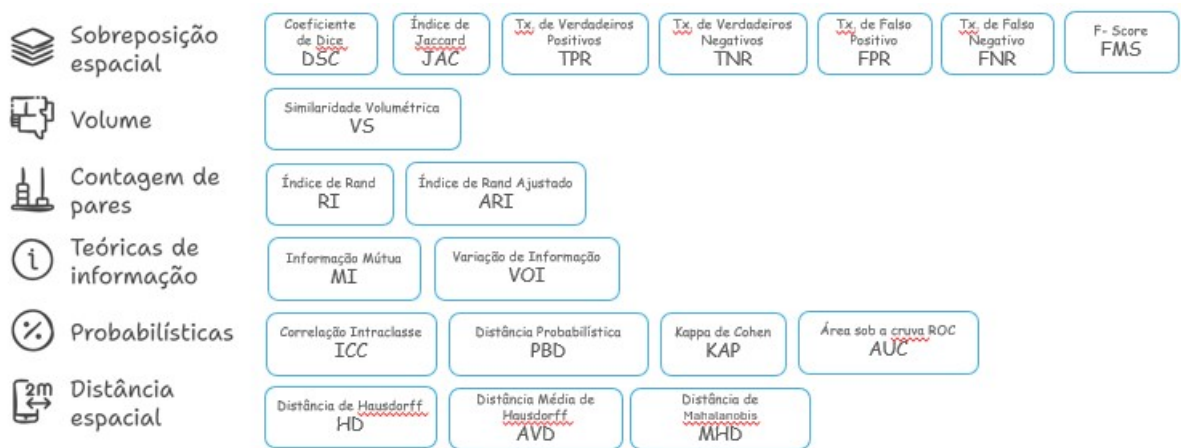 Sobreposição
espacial
Coeficiente
de Dice
DSC
Índice de
Jaccard
JAC
Tx. de Verdadeiros
Positivos
TPR
Tx. de Verdadeiros
Negativos
TNR
Tx. de Falso
Positivo
FPR
Tx. de Falso
Negativo
FNR
F- Score
FMS
Volume
Similaridade Volumétrica
VS
Contagem de
pares
Índice de Rand
RI
Índice de Rand Ajustado
ARI
Teóricas de
informação
Informação Mútua
MI
Variação de Informação
VOI
Probabilísticas
Correlação Intraclasse
ICC
Distância Probabilística
PBD
Kappa de Cohen
KAP
Área sob a cruva ROC
AUC
2m
Distância
espacial
Distância de Hausdorff
HD
Distância Média de
Hausdorff
AVD
Distância de
Mahalanobis
MHD